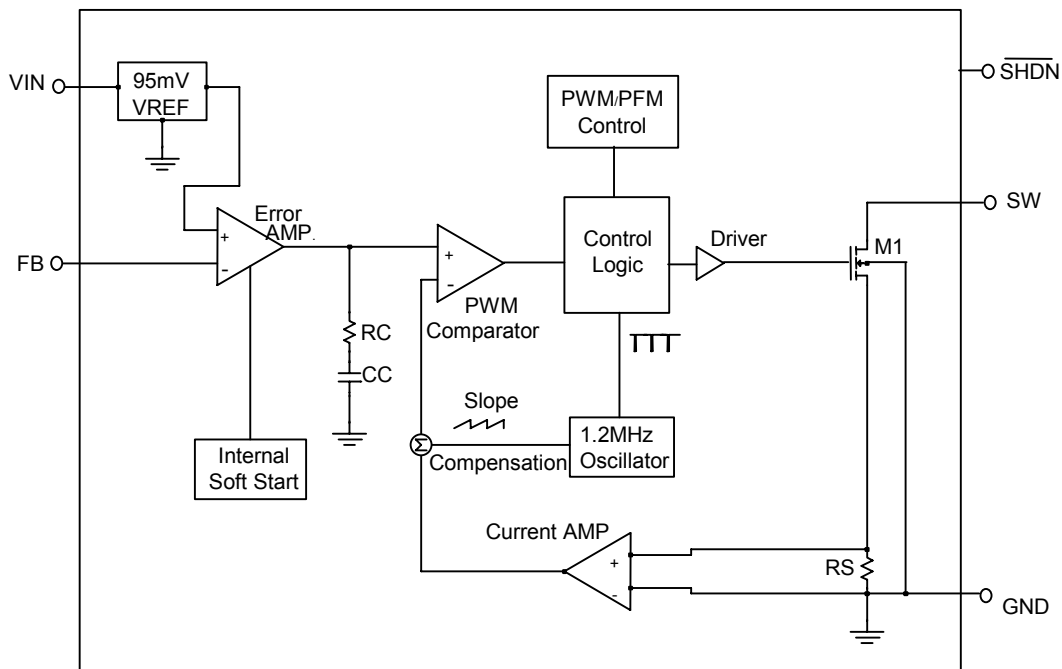 VIN
95mV
VREF
SHDN
PWM/PFM
Control
SW
+
Error
AMP.
-
FB
+
-
PWM
Comparator
Control
Logic
Driver
M1
RC
CC
Slope
Σ
Compensation
1.2MHz
Oscillator
Internal
Soft Start
Current AMP
+
-
RS
GND